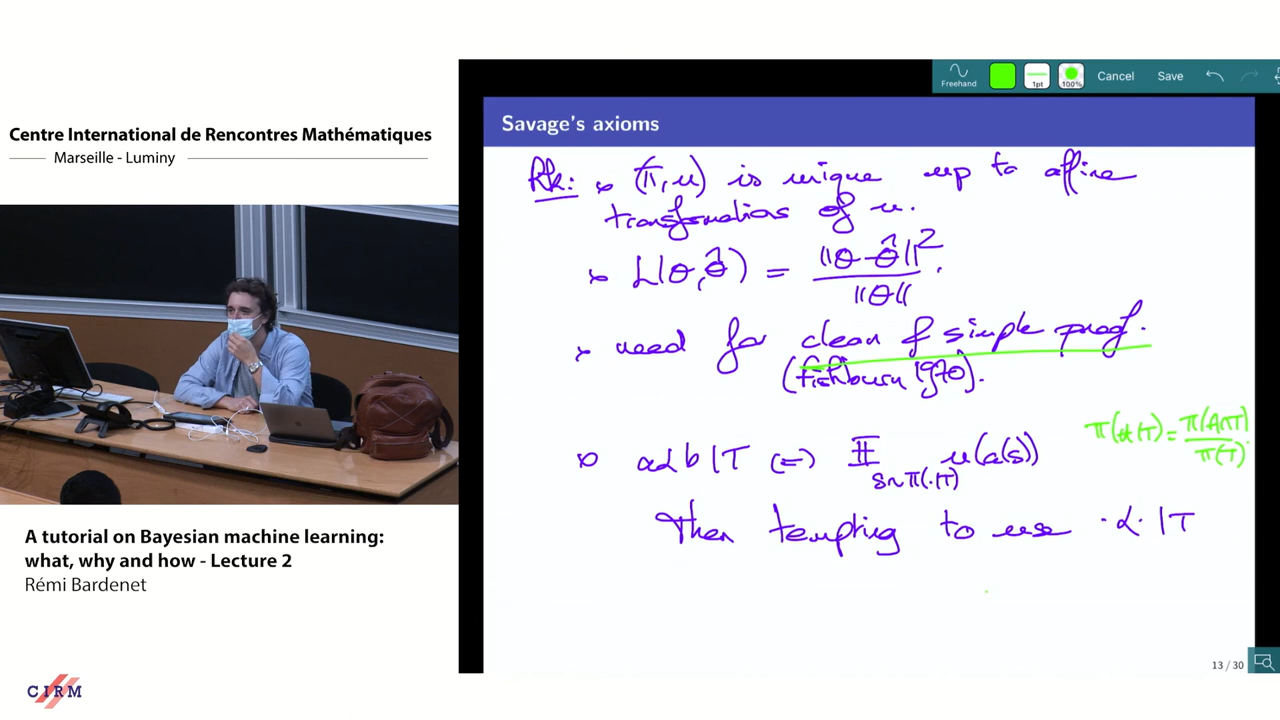 Centre International de Rencontres Mathématiques
Marseille - Luminy
A tutorial on Bayesian machine learning:
what, why and how - Lecture 2
Rémi Bardenet
CIRM
Freehand
1pt
100%
Cancel
Save
Savage's axioms
Rk: × (π, u) is unique up to affine
transformations of u.
× L(θ, θ̂) = ‖θ-θ̂‖² / ‖θ‖ .
× need for clean & simple proof.
(Fishburn 1970).
× a≺b|T (=) 𝔼 s~π(·|T) u(a(s))
π(A|T) = π(A∩T) / π(T).
Then tempting to use ·≺·|T
13 / 30